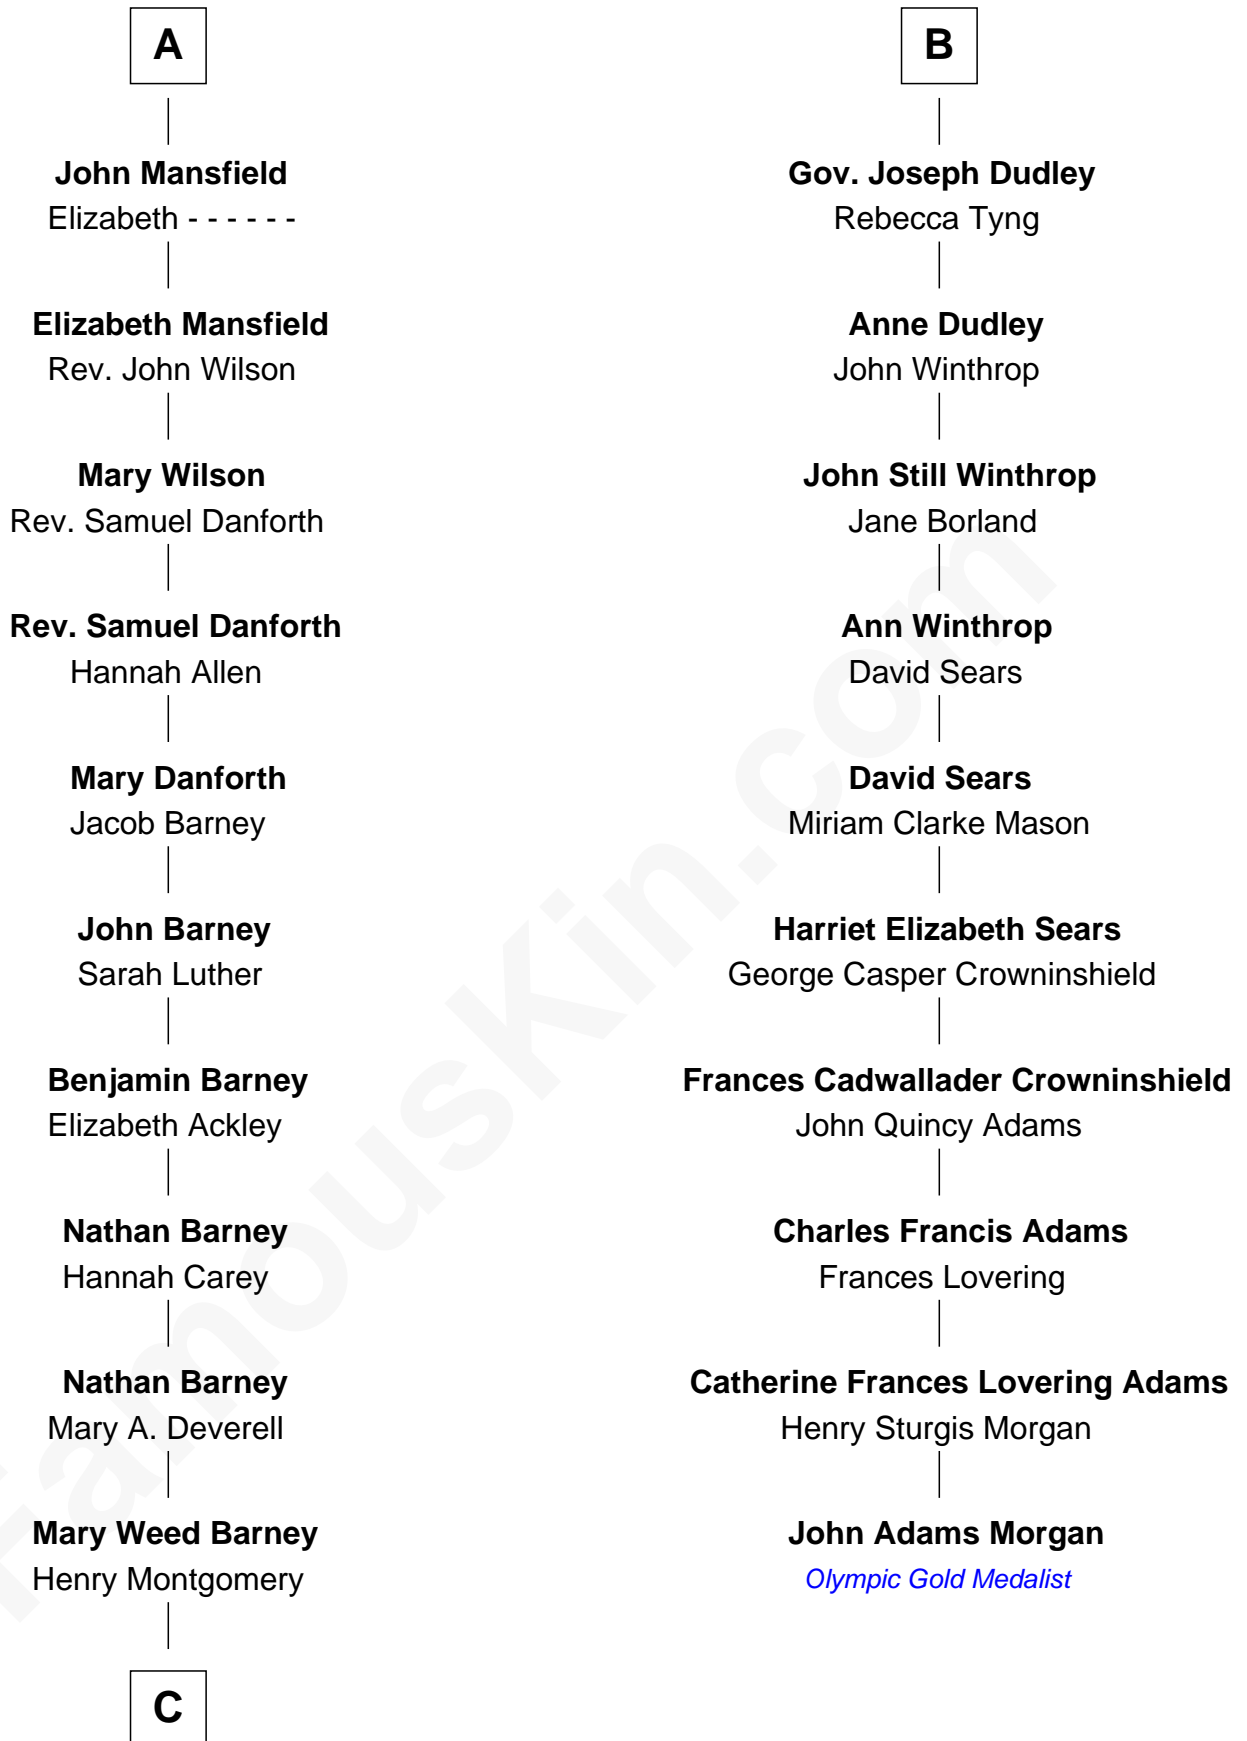 A
John Mansfield
Elizabeth - - - - - -
Elizabeth Mansfield
Rev. John Wilson
Mary Wilson
Rev. Samuel Danforth
Rev. Samuel Danforth
Hannah Allen
Mary Danforth
Jacob Barney
John Barney
Sarah Luther
Benjamin Barney
Elizabeth Ackley
Nathan Barney
Hannah Carey
Nathan Barney
Mary A. Deverell
Mary Weed Barney
Henry Montgomery
C
B
Gov. Joseph Dudley
Rebecca Tyng
Anne Dudley
John Winthrop
John Still Winthrop
Jane Borland
Ann Winthrop
David Sears
David Sears
Miriam Clarke Mason
Harriet Elizabeth Sears
George Casper Crowninshield
Frances Cadwallader Crowninshield
John Quincy Adams
Charles Francis Adams
Frances Lovering
Catherine Frances Lovering Adams
Henry Sturgis Morgan
John Adams Morgan
Olympic Gold Medalist
FamousKin.com